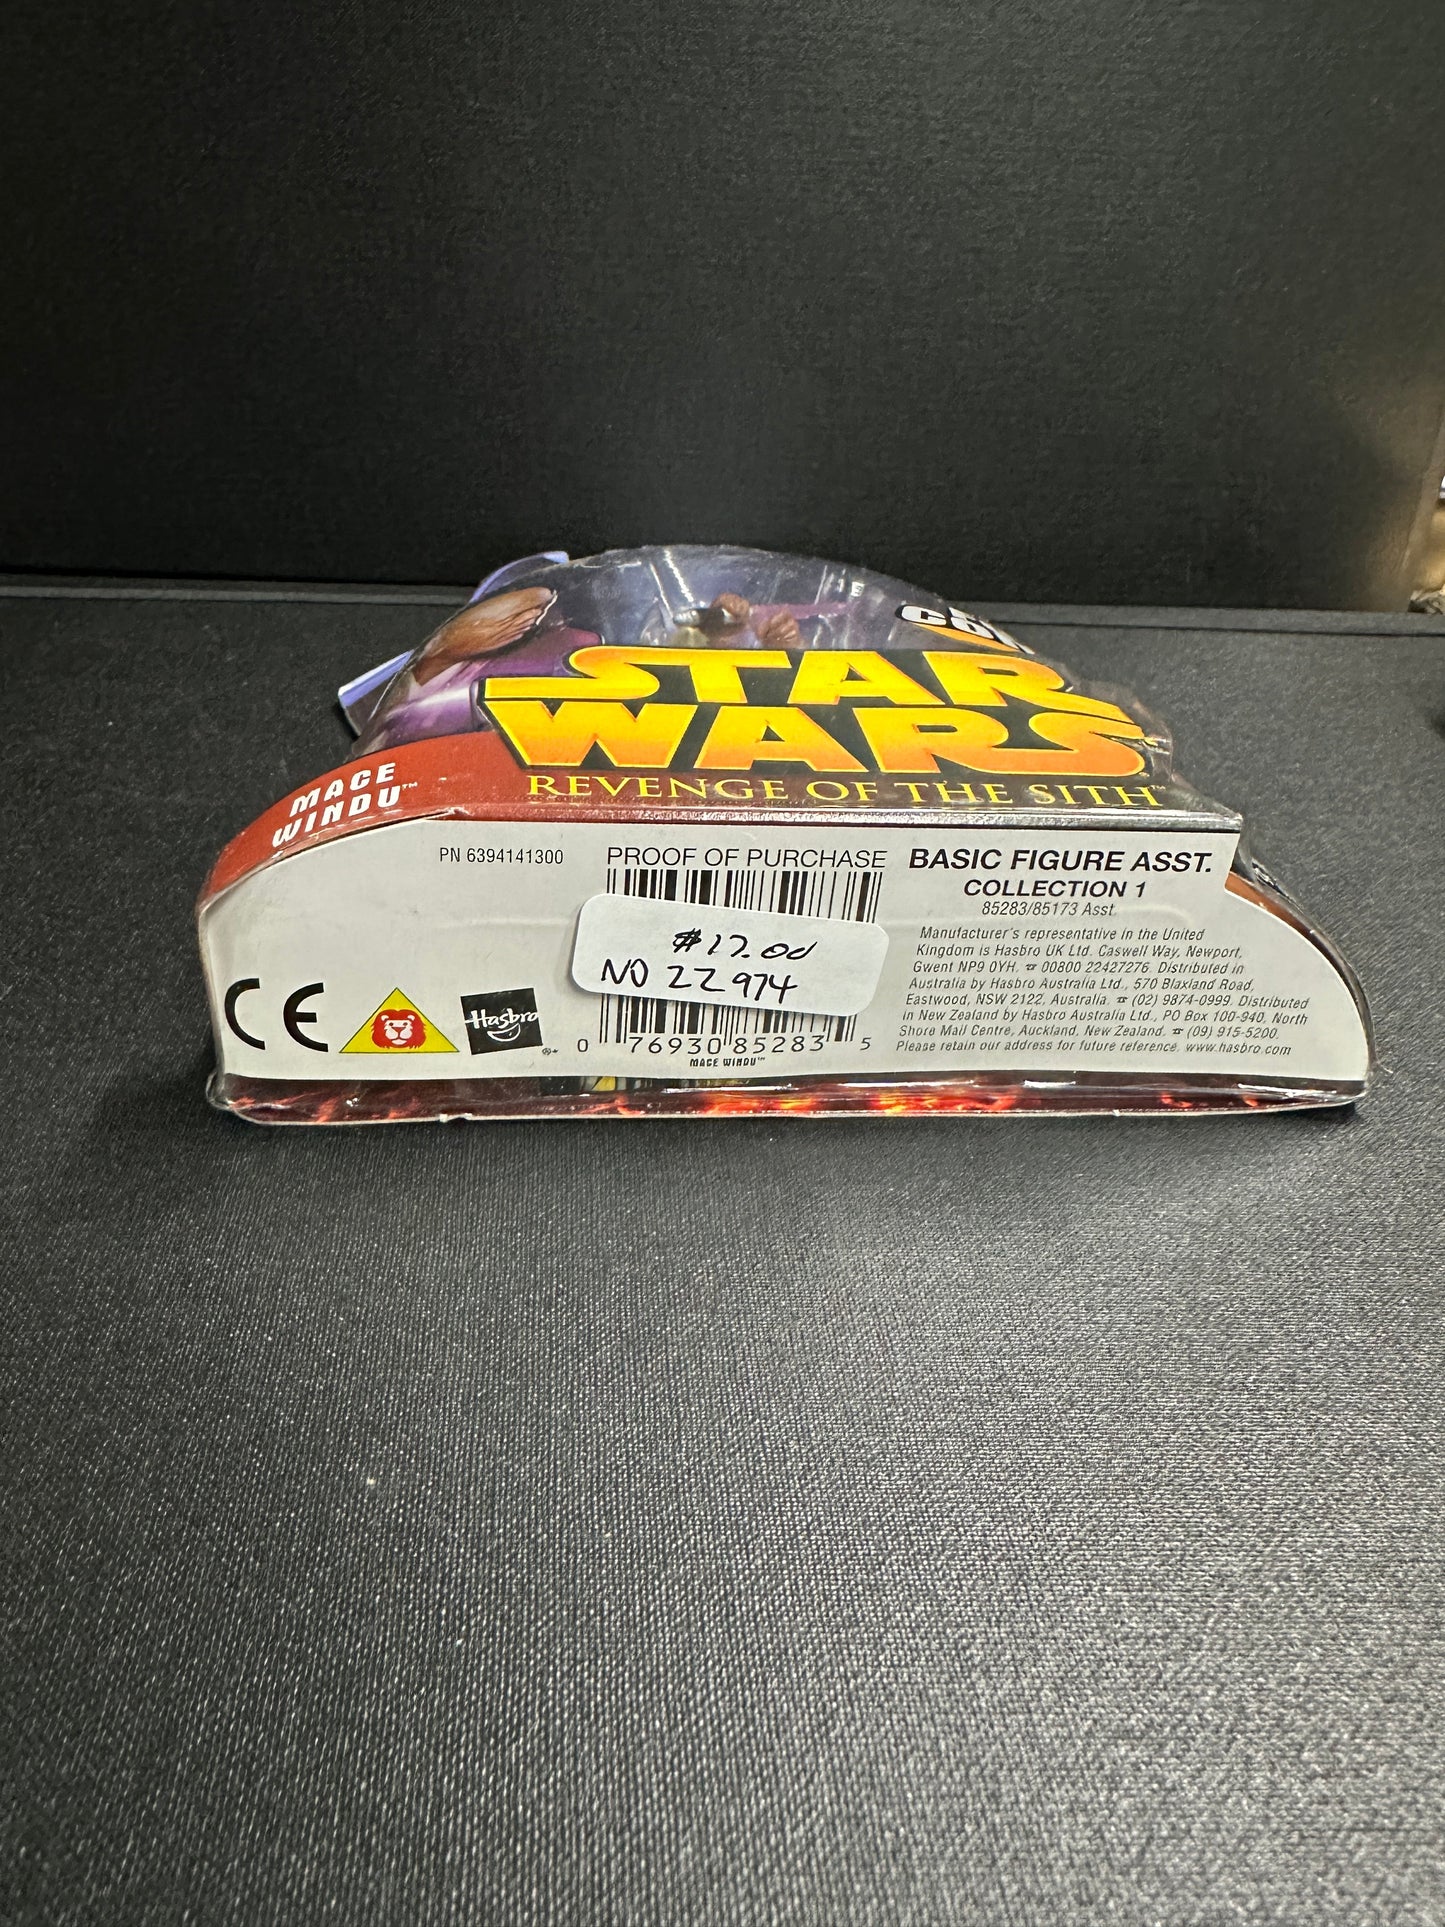 STAR
WARS
REVENGE OF THE SITH™
MACE
WINDU™
PN 6394141300
PROOF OF PURCHASE
$17.00
NO 22974
0 76930 85283 5
MACE WINDU™
CE
Hasbro
BASIC FIGURE ASST.
COLLECTION 1
85283/85173 Asst.
Manufacturer's representative in the United
Kingdom is Hasbro UK Ltd. Caswell Way, Newport,
Gwent NP9 0YH. ☎ 00800 22427276. Distributed in
Australia by Hasbro Australia Ltd., 570 Blaxland Road,
Eastwood, NSW 2122, Australia. ☎ (02) 9874-0999. Distributed
in New Zealand by Hasbro Australia Ltd., PO Box 100-940, North
Shore Mail Centre, Auckland, New Zealand. ☎ (09) 915-5200.
Please retain our address for future reference. www.hasbro.com